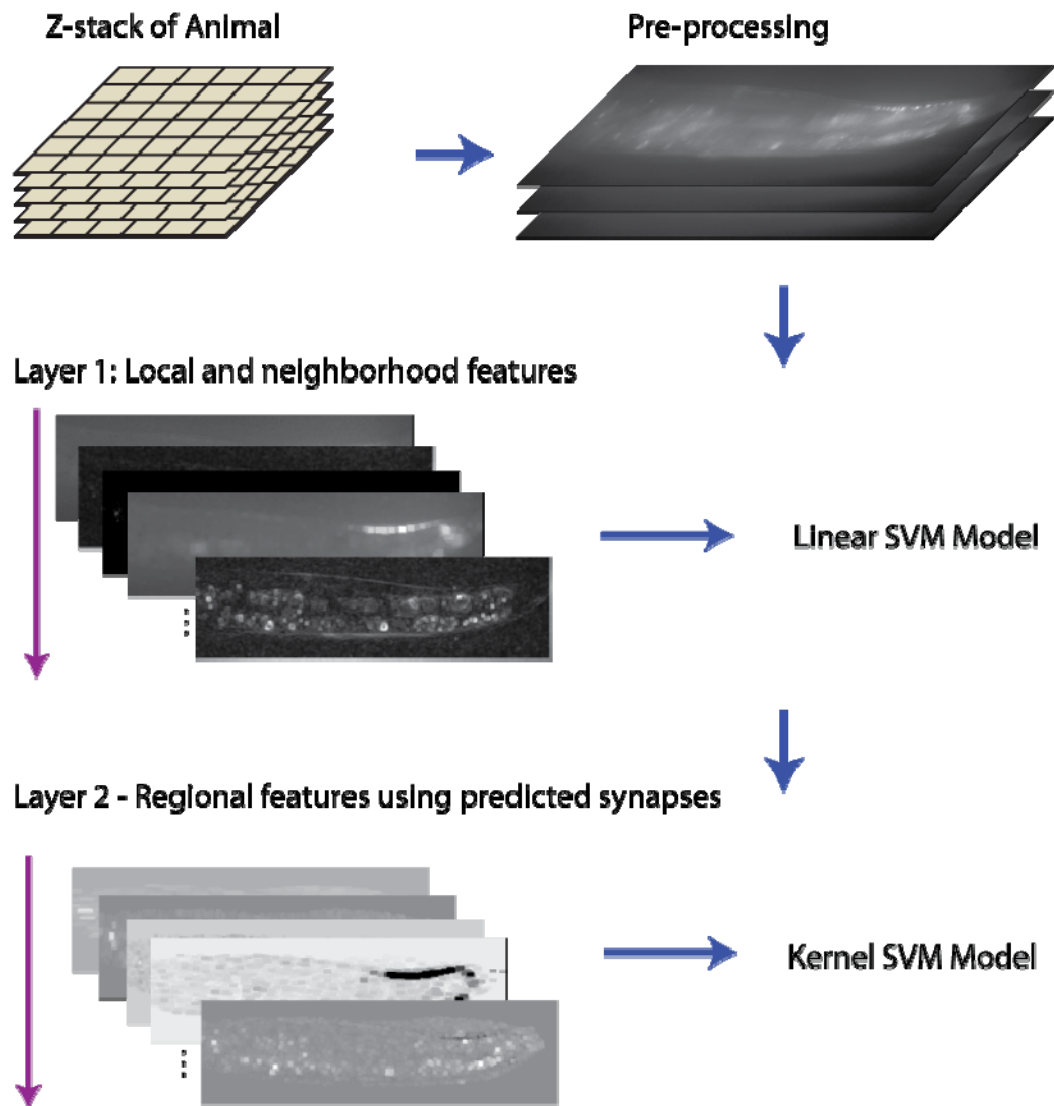 Z-stack of Animal
Pre-processing
Layer 1: Local and neighborhood features
Linear SVM Model
Layer 2 - Regional features using predicted synapses
Kernel SVM Model